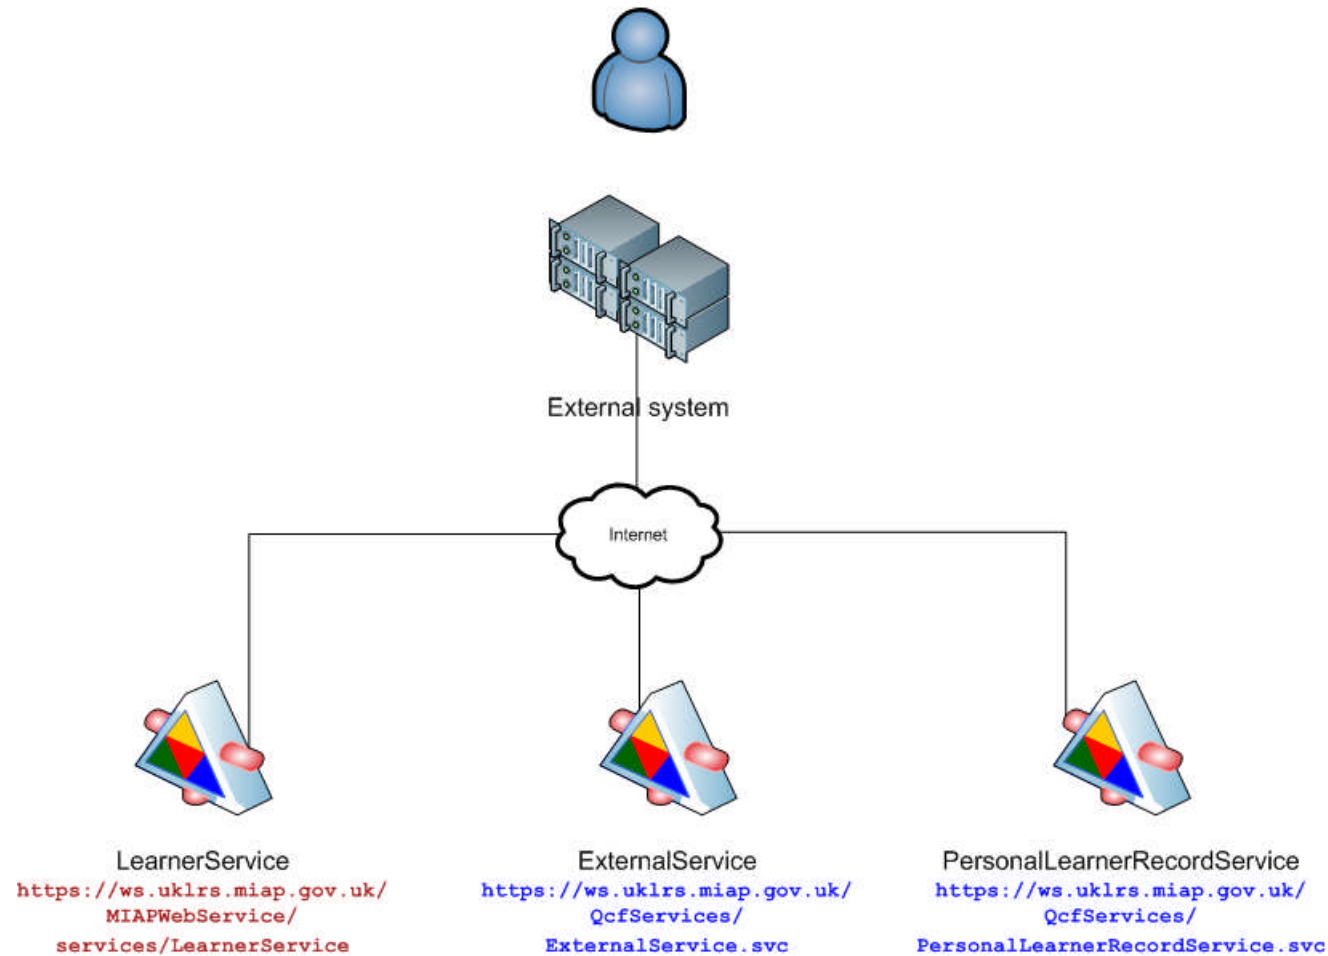 External system
Internet
LearnerService
https://ws.uklrs.miap.gov.uk/
MIAPWebService/
services/LearnerService
ExternalService
https://ws.uklrs.miap.gov.uk/
QcfServices/
ExternalService.svc
PersonalLearnerRecordService
https://ws.uklrs.miap.gov.uk/
QcfServices/
PersonalLearnerRecordService.svc